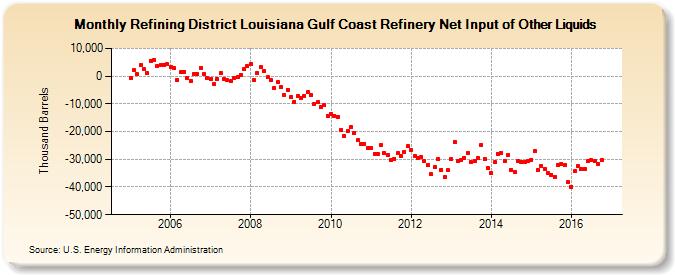 Monthly Refining District Louisiana Gulf Coast Refinery Net Input of Other Liquids
Thousand Barrels
10,000
0
-10,000
-20,000
-30,000
-40,000
-50,000
2006 2008 2010 2012 2014 2016
Source: U.S. Energy Information Administration